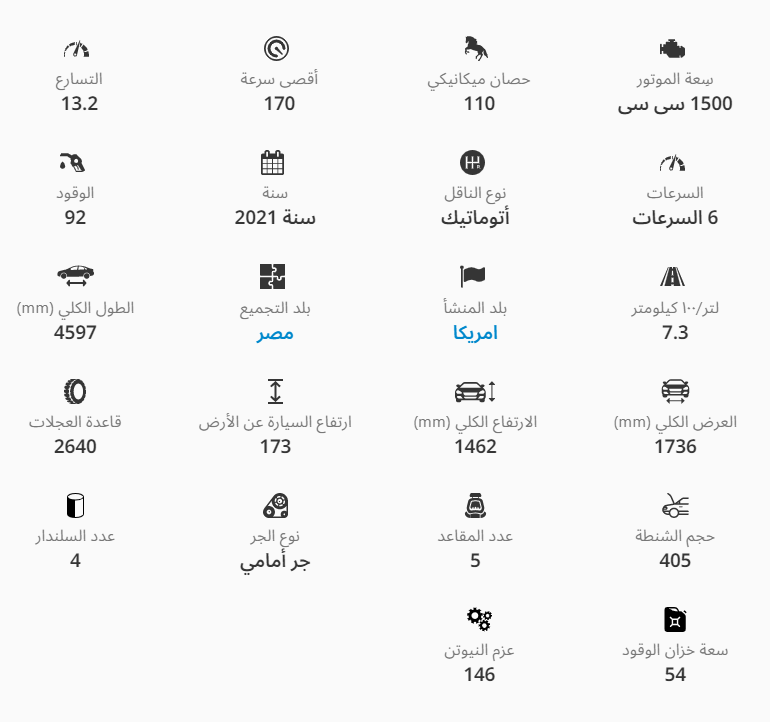 سِعة الموتور
1500 سى سى
حصان ميكانيكي
110
أقصى سرعة
170
التسارع
13.2
السرعات
6 السرعات
نوع الناقل
أتوماتيك
سنة
سنة 2021
الوقود
92
لتر/١٠٠ كيلومتر
7.3
بلد المنشأ
امريكا
بلد التجميع
مصر
الطول الكلي (mm)
4597
العرض الكلي (mm)
1736
الارتفاع الكلي (mm)
1462
ارتفاع السيارة عن الأرض
173
قاعدة العجلات
2640
حجم الشنطة
405
عدد المقاعد
5
نوع الجر
جر أمامي
عدد السلندار
4
سعة خزان الوقود
54
عزم النيوتن
146